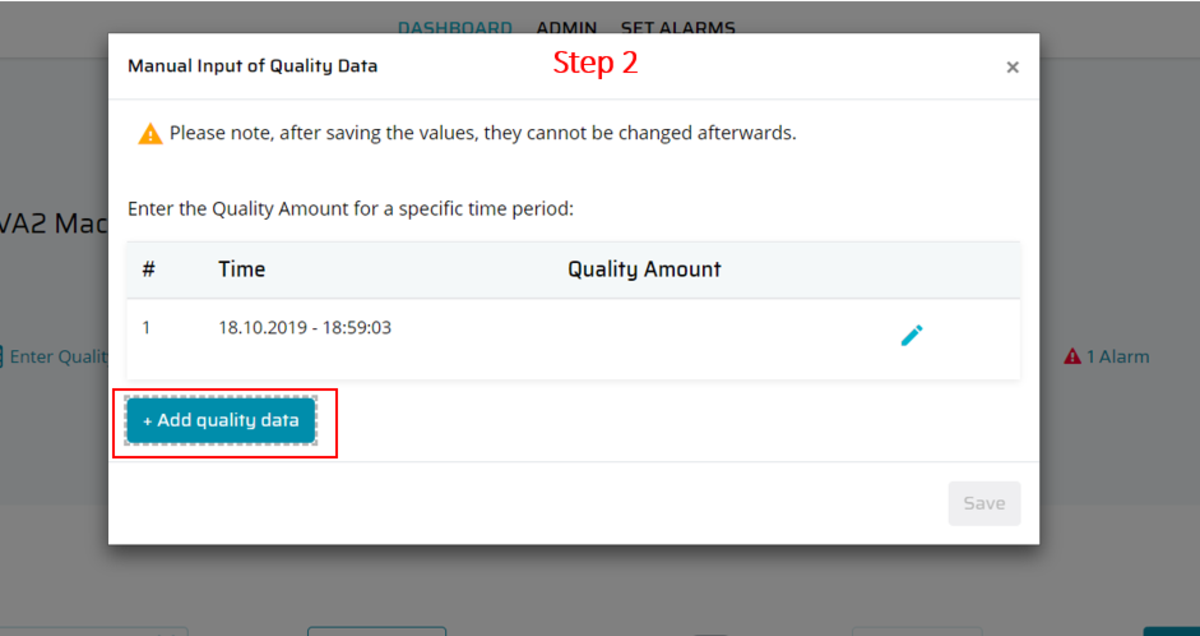 DASHBOARD ADMIN SET ALARMS
Manual Input of Quality Data
Step 2
×
Please note, after saving the values, they cannot be changed afterwards.
Enter the Quality Amount for a specific time period:
VA2 Mac
# Time Quality Amount
1 18.10.2019 - 18:59:03
Enter Qualit
1 Alarm
+ Add quality data
Save